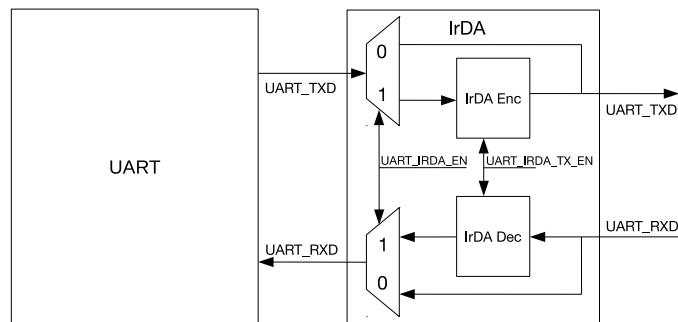 IrDA
0
1
UART_TXD
IrDA Enc
UART_TXD
UART
UART_IRDA_EN
UART_IRDA_TX_EN
UART_RXD
1
0
IrDA Dec
UART_RXD